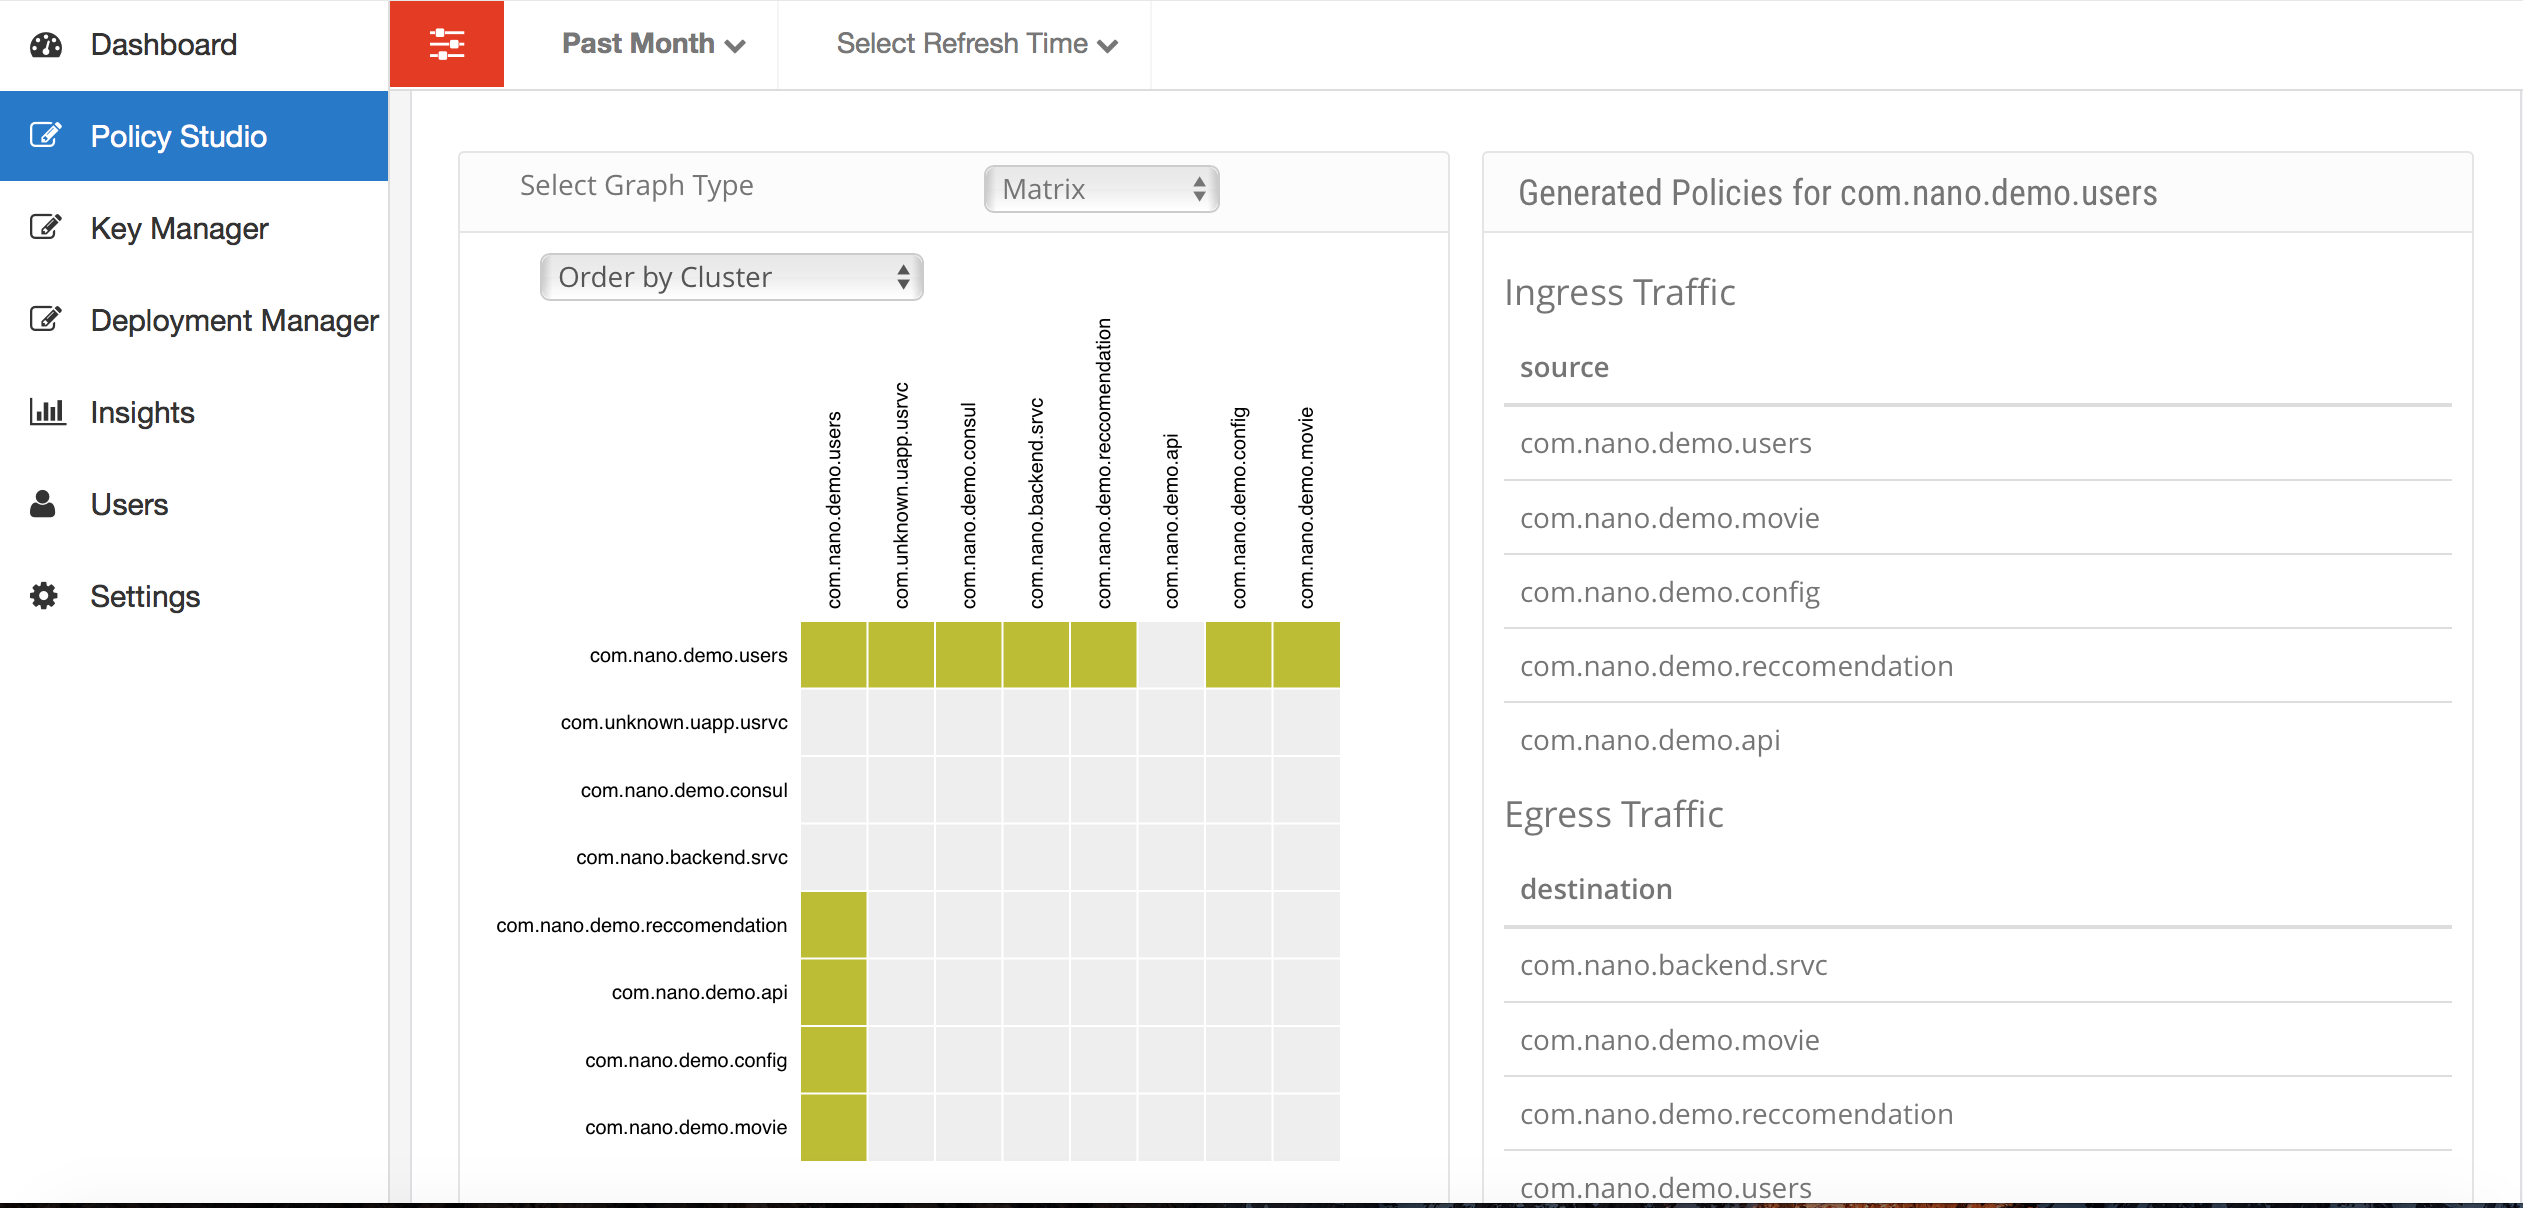 Dashboard
Policy Studio
Key Manager
Deployment Manager
Insights
Users
Settings
Past Month
Select Refresh Time
Select Graph Type
Matrix
Order by Cluster
com.nano.demo.users
com.unknown.uapp.usrvc
com.nano.demo.consul
com.nano.backend.srvc
com.nano.demo.reccomendation
com.nano.demo.api
com.nano.demo.config
com.nano.demo.movie
com.nano.demo.users
com.unknown.uapp.usrvc
com.nano.demo.consul
com.nano.backend.srvc
com.nano.demo.reccomendation
com.nano.demo.api
com.nano.demo.config
com.nano.demo.movie
Generated Policies for com.nano.demo.users
Ingress Traffic
source
com.nano.demo.users
com.nano.demo.movie
com.nano.demo.config
com.nano.demo.reccomendation
com.nano.demo.api
Egress Traffic
destination
com.nano.backend.srvc
com.nano.demo.movie
com.nano.demo.reccomendation
com.nano.demo.users